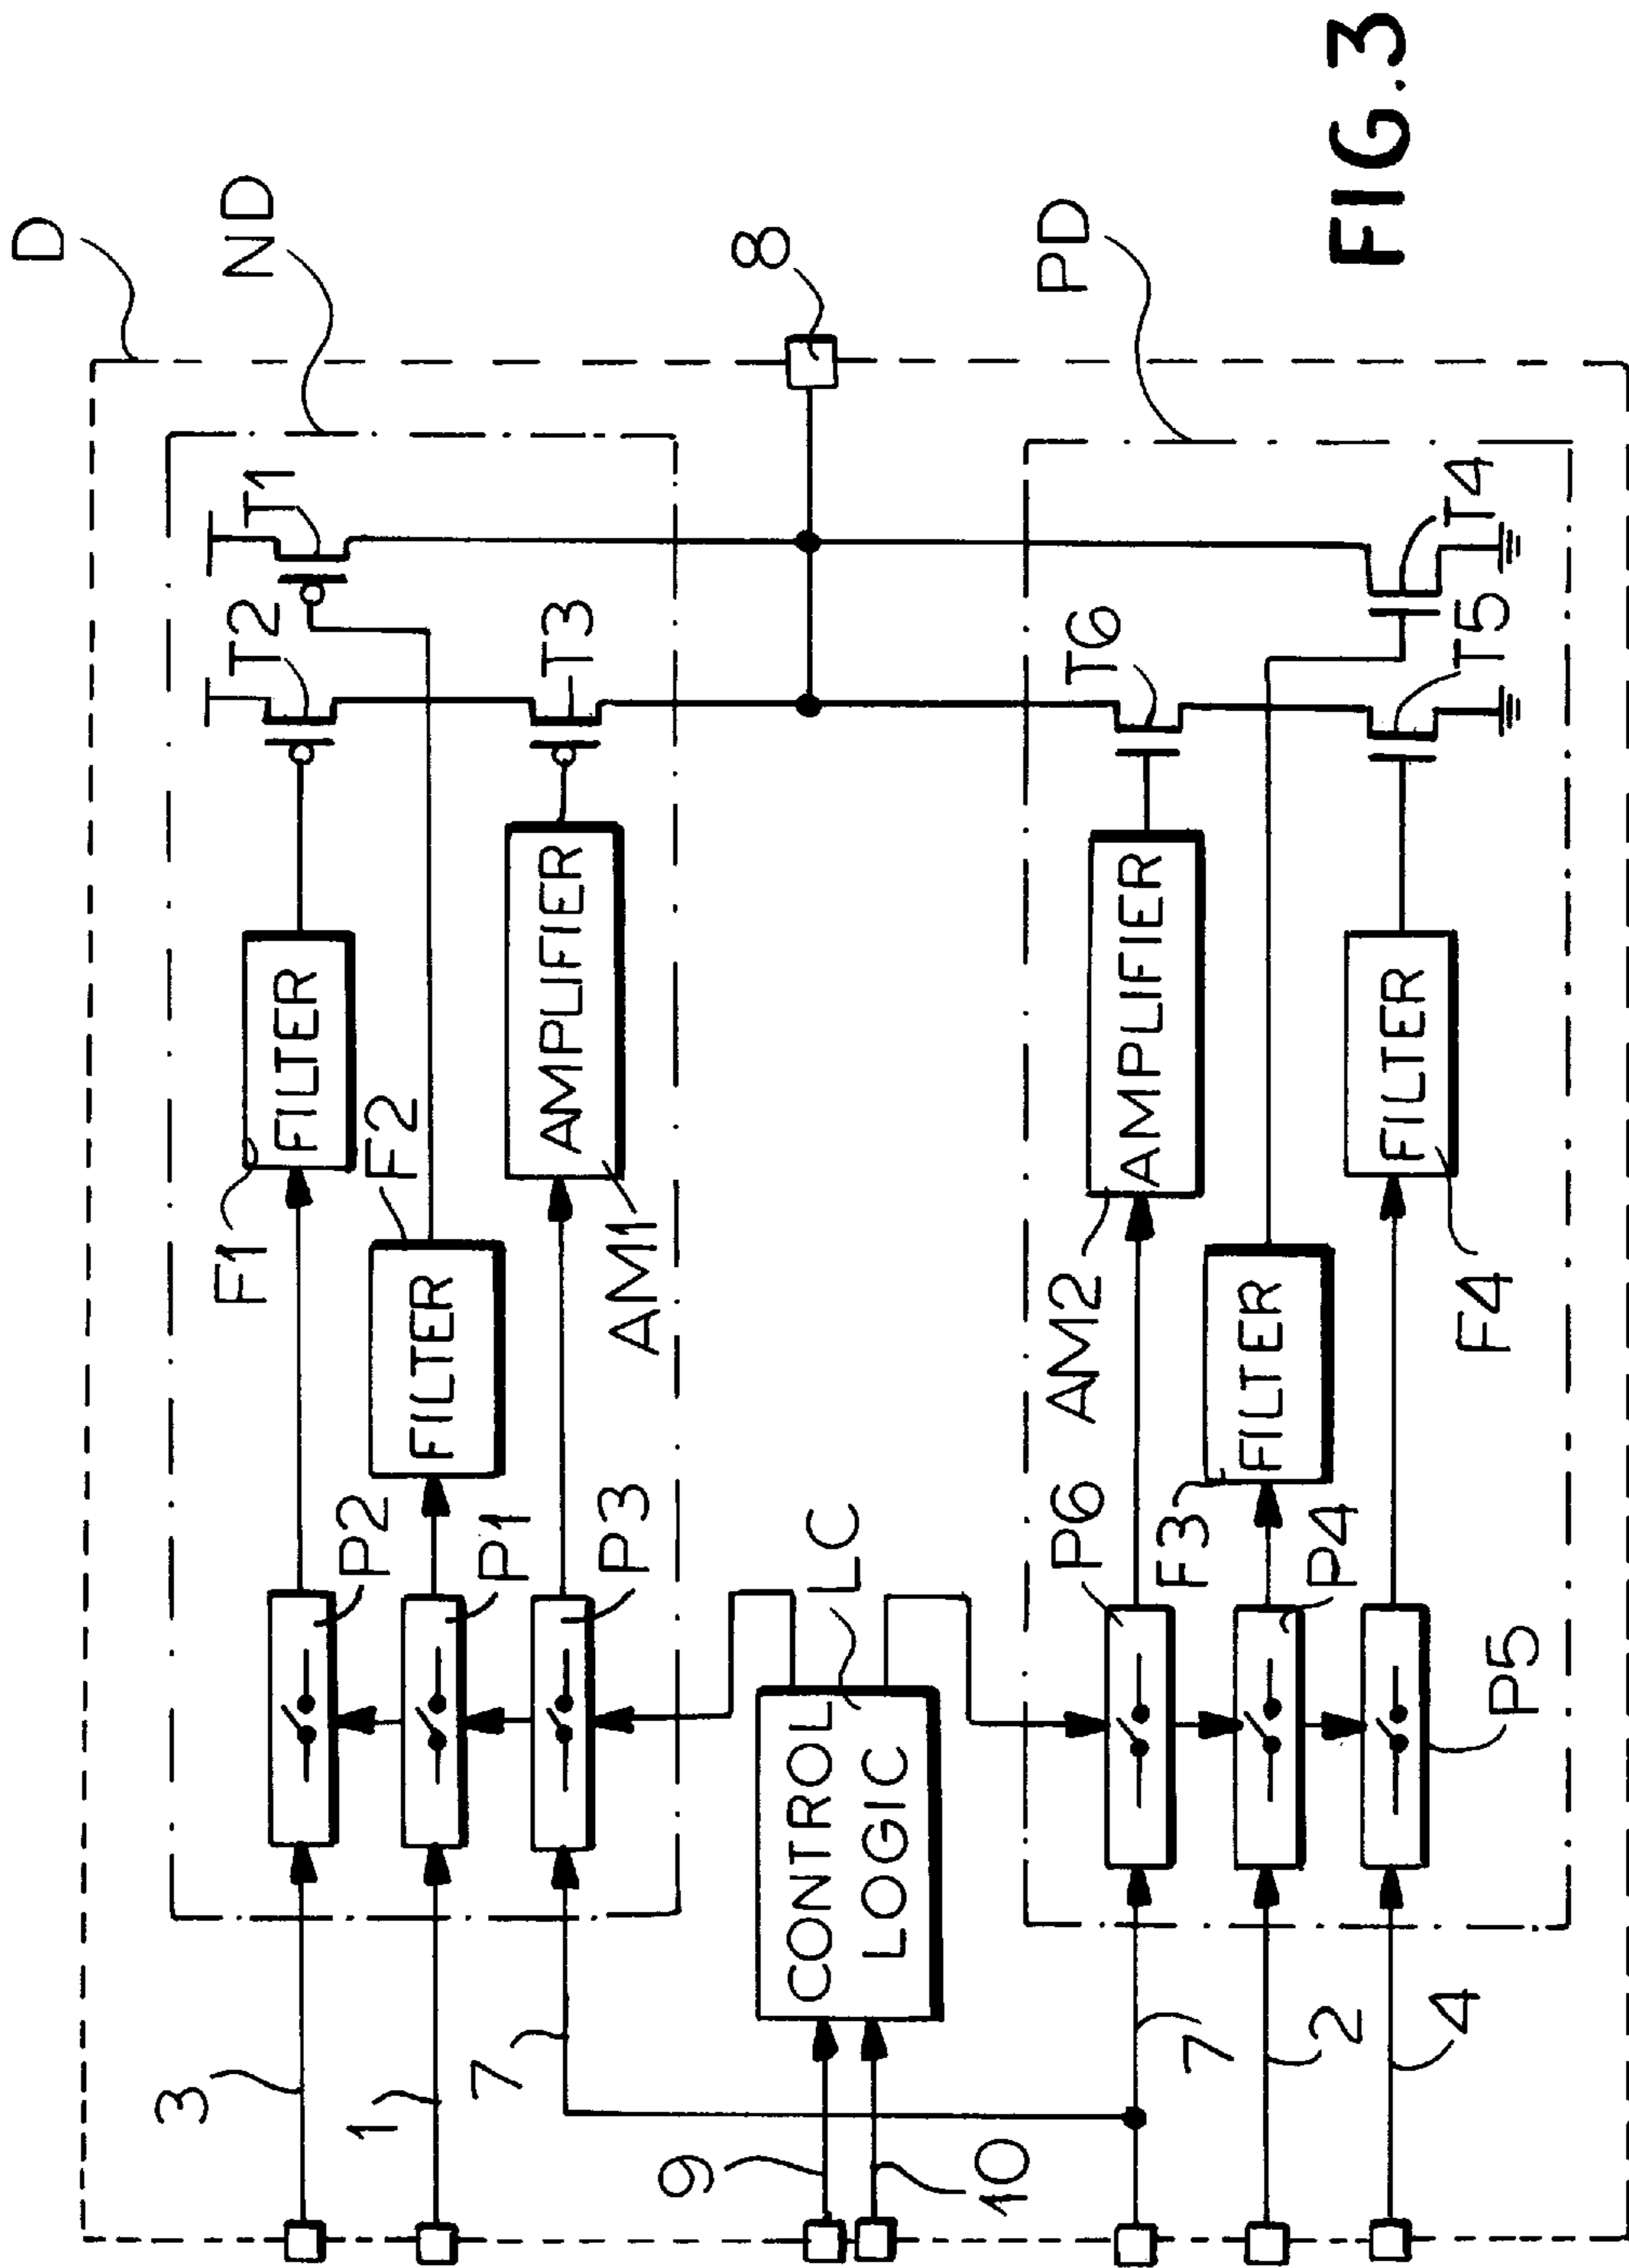 D
ND
T1
T2
T3
FILTER
F1
F2
FILTER
AMPLIFIER
AM1
P2
P1
P3
3
1
7
8
LC
CONTROL
LOGIC
9
10
PD
T6
T4
T5
AMPLIFIER
AM2
FILTER
F3
FILTER
F4
P6
P4
P5
7
2
4
FIG.3